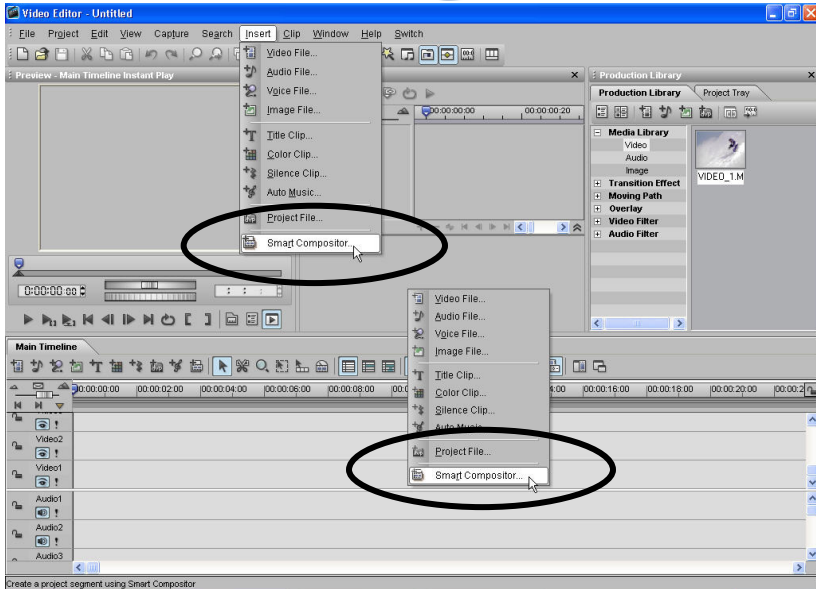 Video Editor - Untitled
File Project Edit View Capture Search Insert Clip Window Help Switch
Preview - Main Timeline Instant Play
Video File...
Audio File...
Voice File...
Image File...
Title Clip...
Color Clip...
Silence Clip...
Auto Music...
Project File...
Smart Compositor...
00:00:00:00 00:00:00:20
Production Library
Production Library Project Tray
Media Library
Video
Audio
Image
Transition Effect
Moving Path
Overlay
Video Filter
Audio Filter
VIDEO_1.M
0:00:00:00
Video File...
Audio File...
Voice File...
Image File...
Title Clip...
Color Clip...
Silence Clip...
Auto Music...
Project File...
Smart Compositor...
Main Timeline
00:00:00:00 00:00:02:00 00:00:04:00 00:00:06:00 00:00:08:00 00:0 4:00 00:00:16:00 00:00:18:00 00:00:20:00 00:00:2
Video2
Video1
Audio1
Audio2
Audio3
Create a project segment using Smart Compositor